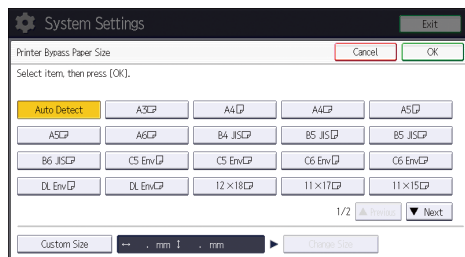 System Settings
Exit
Printer Bypass Paper Size
Cancel
OK
Select item, then press [OK].
Auto Detect
A3
A4
A4
A5
A5
A6
B4 JIS
B5 JIS
B5 JIS
B6 JIS
C5 Env
C5 Env
C6 Env
C6 Env
DL Env
DL Env
12×18
11×17
11×15
1/2
▲ Previous
▼ Next
Custom Size
↔ . mm ↕ . mm
▶
Change Size